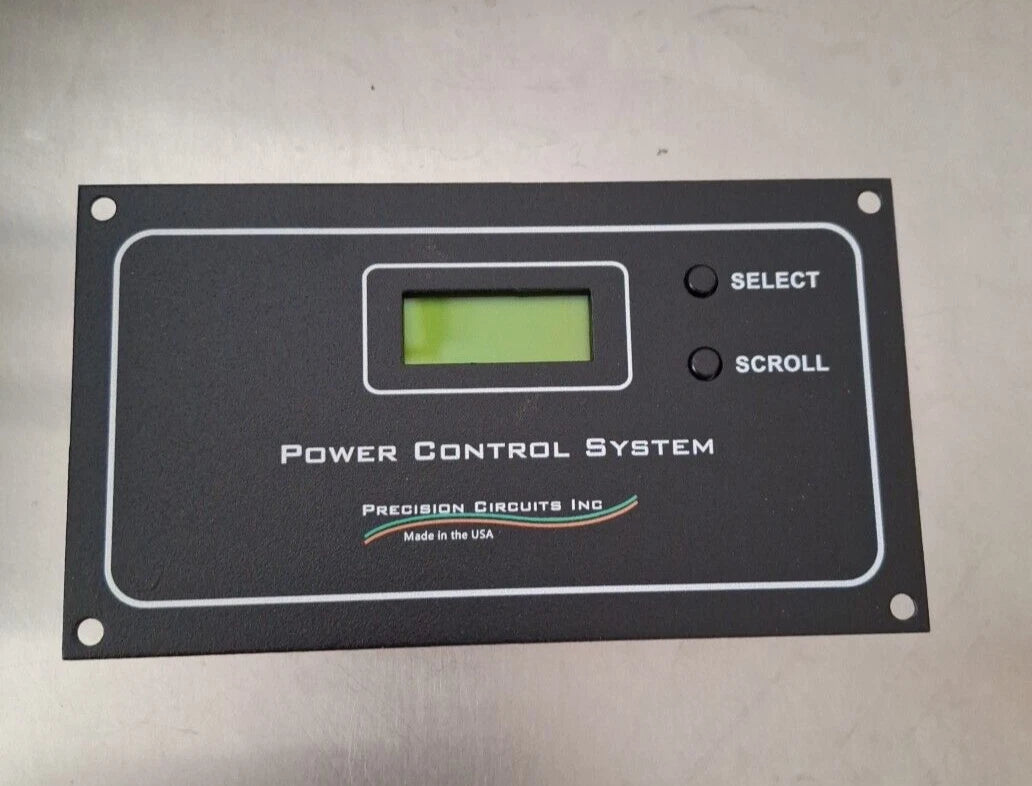 SELECT
SCROLL
POWER CONTROL SYSTEM
PRECISION CIRCUITS INC
Made in the USA